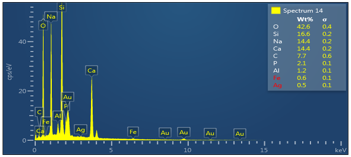 Spectrum 14
Wt% σ
O 42.6 0.4
Si 16.6 0.2
Na 14.4 0.2
Ca 14.4 0.2
C 7.7 0.6
P 2.1 0.1
Al 1.2 0.1
Fe 0.6 0.1
Ag 0.5 0.1
Si
O
Na
Ca
Au
P
C
Al
Fe
Ca
Ag
Fe
Au
Au
Au
Au
cps/eV
40
20
0
0
5
10
15
keV